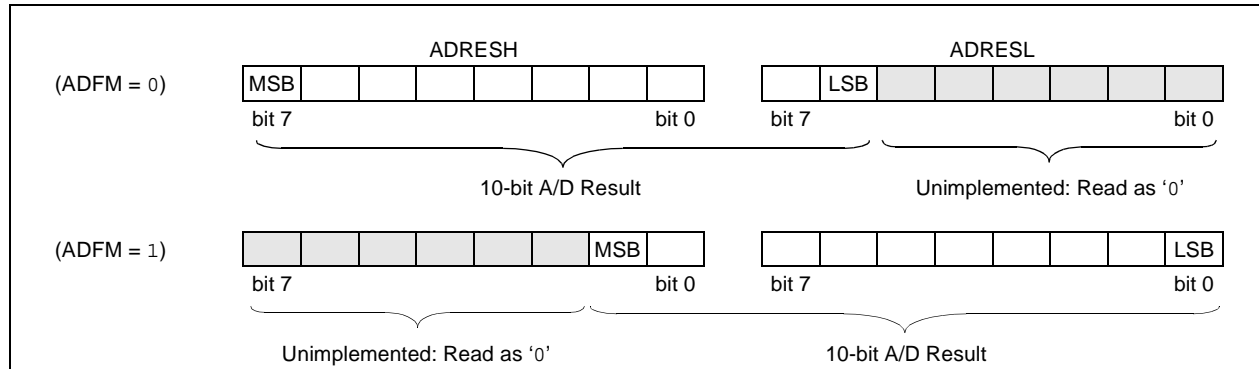 ADRESH ADRESL
(ADFM = 0) MSB LSB
bit 7 bit 0 bit 7 bit 0
10-bit A/D Result Unimplemented: Read as ‘0’
(ADFM = 1) MSB LSB
bit 7 bit 0 bit 7 bit 0
Unimplemented: Read as ‘0’ 10-bit A/D Result